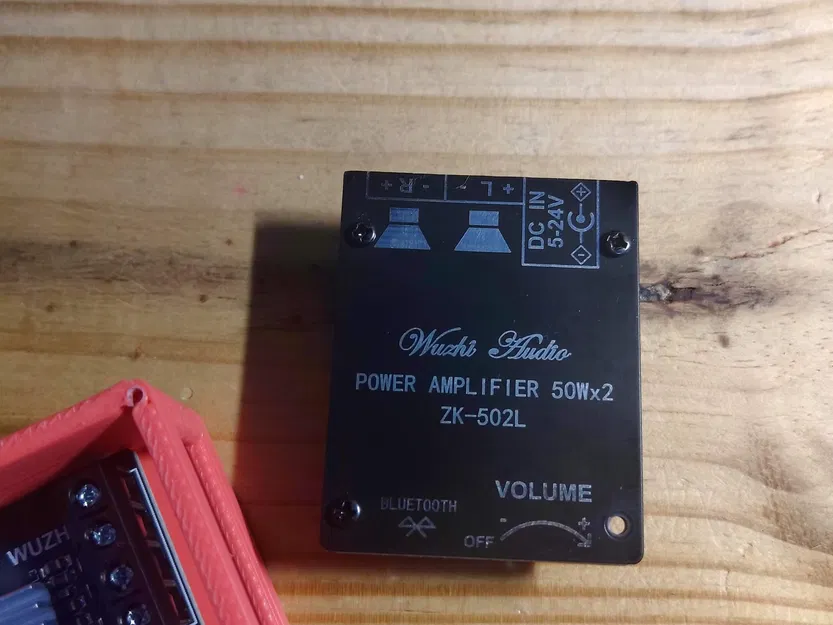 + R - - L +
DC IN
5-24V
Wuzhi Audio
POWER AMPLIFIER 50Wx2
ZK-502L
VOLUME
BLUETOOTH
- +
OFF
WUZH